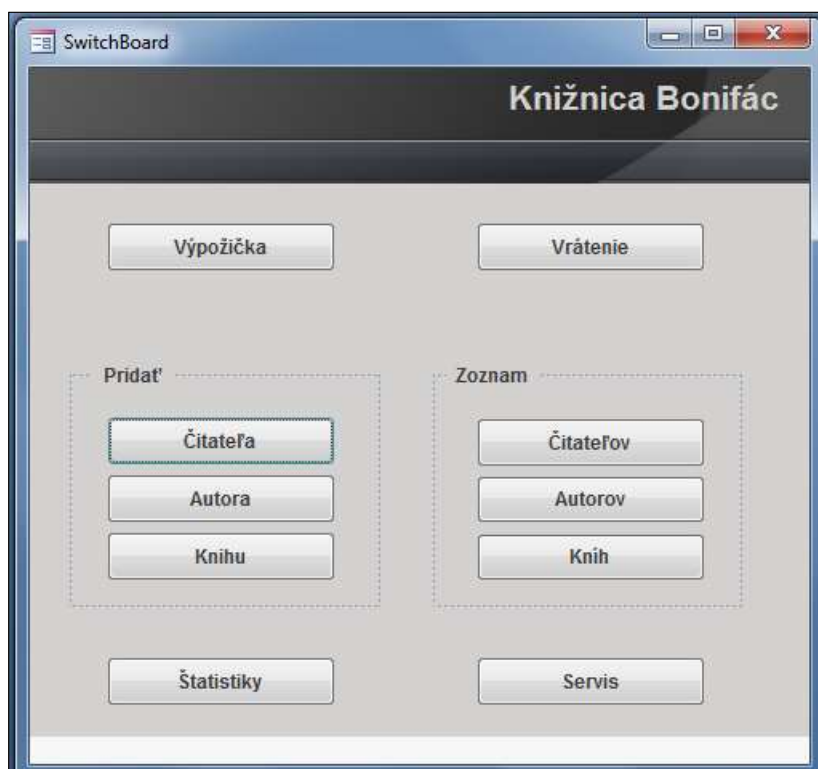 SwitchBoard
Knižnica Bonifác
Výpožička
Vrátenie
Pridať
Zoznam
Čitateľa
Čitateľov
Autora
Autorov
Knihu
Kníh
Štatistiky
Servis